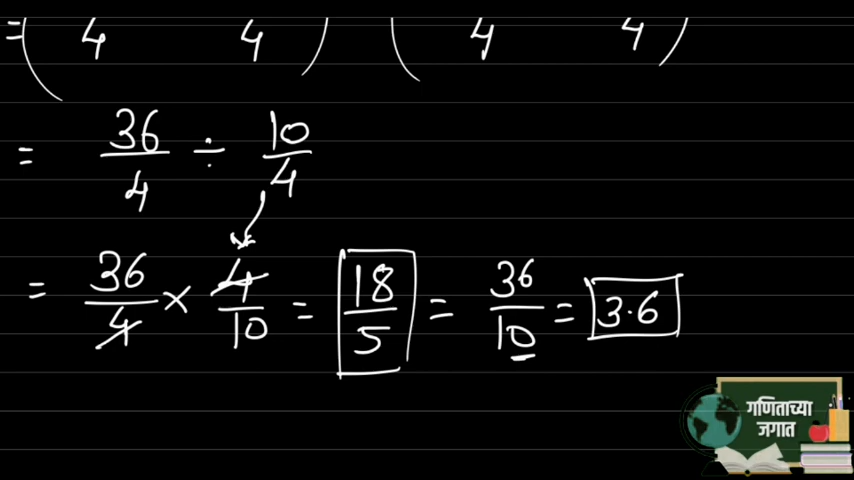 = ( 4 4 ) ( 4 4 )
= 36/4 ÷ 10/4
= 36/4 × 4/10 = 18/5 = 36/10 = 3.6
गणिताच्या
जगात